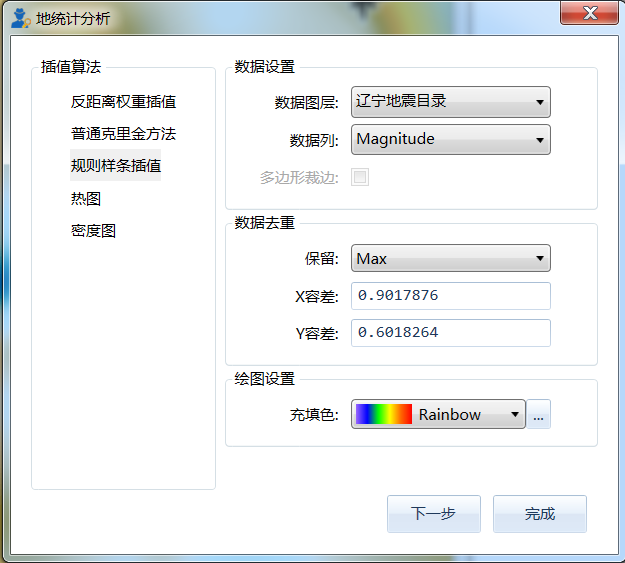 地统计分析
插值算法
反距离权重插值
普通克里金方法
规则样条插值
热图
密度图
数据设置
数据图层: 辽宁地震目录
数据列: Magnitude
多边形裁边:
数据去重
保留: Max
X容差: 0.9017876
Y容差: 0.6018264
绘图设置
充填色: Rainbow ...
下一步 完成